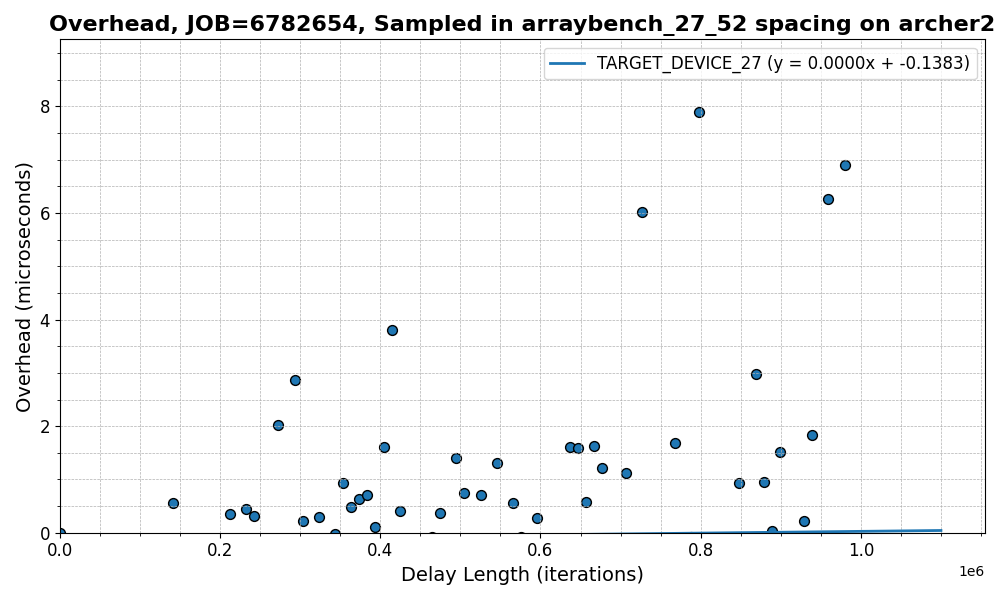 Overhead, JOB=6782654, Sampled in arraybench_27_52 spacing on archer2
TARGET_DEVICE_27 (y = 0.0000x + -0.1383)
Overhead (microseconds)
8
6
4
2
0
0.0 0.2 0.4 0.6 0.8 1.0
1e6
Delay Length (iterations)